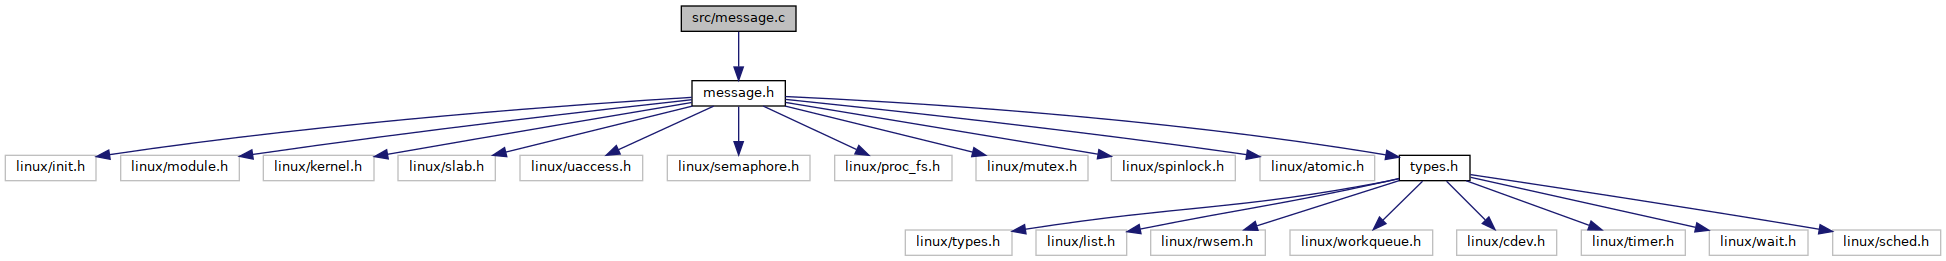 src/message.c
message.h
linux/init.h
linux/module.h
linux/kernel.h
linux/slab.h
linux/uaccess.h
linux/semaphore.h
linux/proc_fs.h
linux/mutex.h
linux/spinlock.h
linux/atomic.h
types.h
linux/types.h
linux/list.h
linux/rwsem.h
linux/workqueue.h
linux/cdev.h
linux/timer.h
linux/wait.h
linux/sched.h